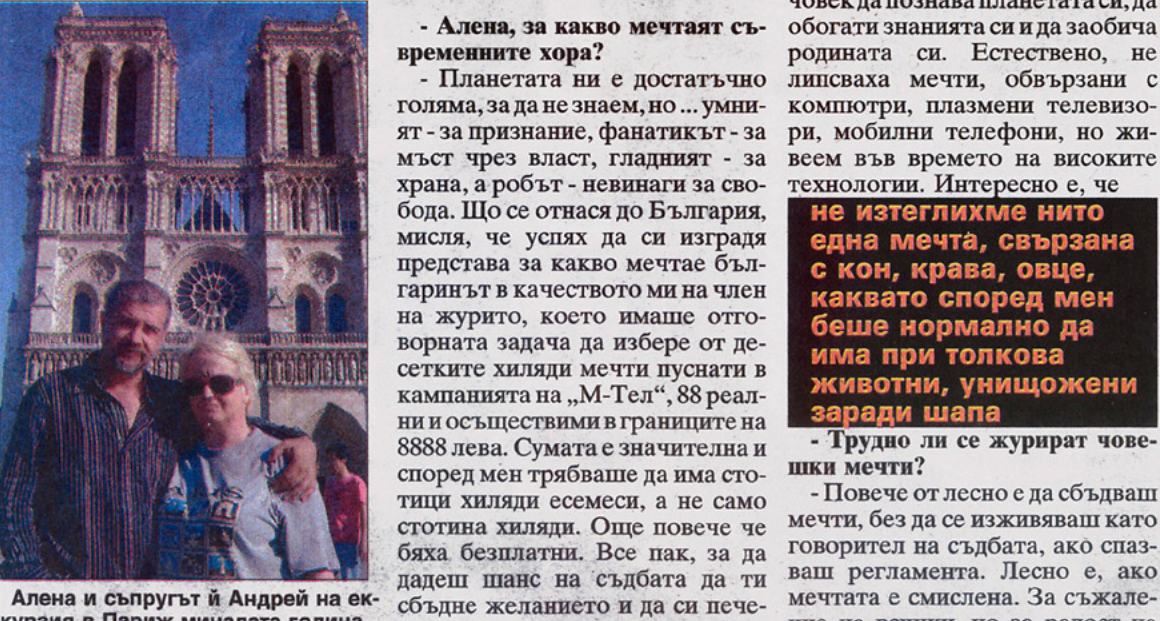 Алена и съпругът й Андрей на ек-
курзия в Париж миналата година
- Алена, за какво мечтаят съ-
временните хора?
- Планетата ни е достатъчно
голяма, за да не знаем, но ... умни-
ят - за признание, фанатикът - за
мъст чрез власт, гладният - за
храна, а робът - невинаги за сво-
бода. Що се отнася до България,
мисля, че успях да си изградя
представа за какво мечтае бъл-
гаринът в качеството ми на член
на журито, което имаше отго-
ворната задача да избере от де-
сетките хиляди мечти пуснати в
кампанията на „М-Тел“, 88 реал-
ни и осъществими в границите на
8888 лева. Сумата е значителна и
според мен трябваше да има сто-
тици хиляди есемеси, а не само
стотина хиляди. Още повече че
бяха безплатни. Все пак, за да
дадеш шанс на съдбата да ти
сбъдне желанието и да си пече-
човек да познава планетата си, да
обогати знанията си и да заобича
родината си. Естествено, не
липсваха мечти, обвързани с
компютри, плазмени телевизо-
ри, мобилни телефони, но жи-
веем във времето на високите
технологии. Интересно е, че
не изтеглихме нито
една мечта, свързана
с кон, крава, овце,
каквато според мен
беше нормално да
има при толкова
животни, унищожени
заради шапа
- Трудно ли се журират чове-
шки мечти?
- Повече от лесно е да сбъдваш
мечти, без да се изживяваш като
говорител на съдбата, ако спаз-
ваш регламента. Лесно е, ако
мечтата е смислена. За съжале-